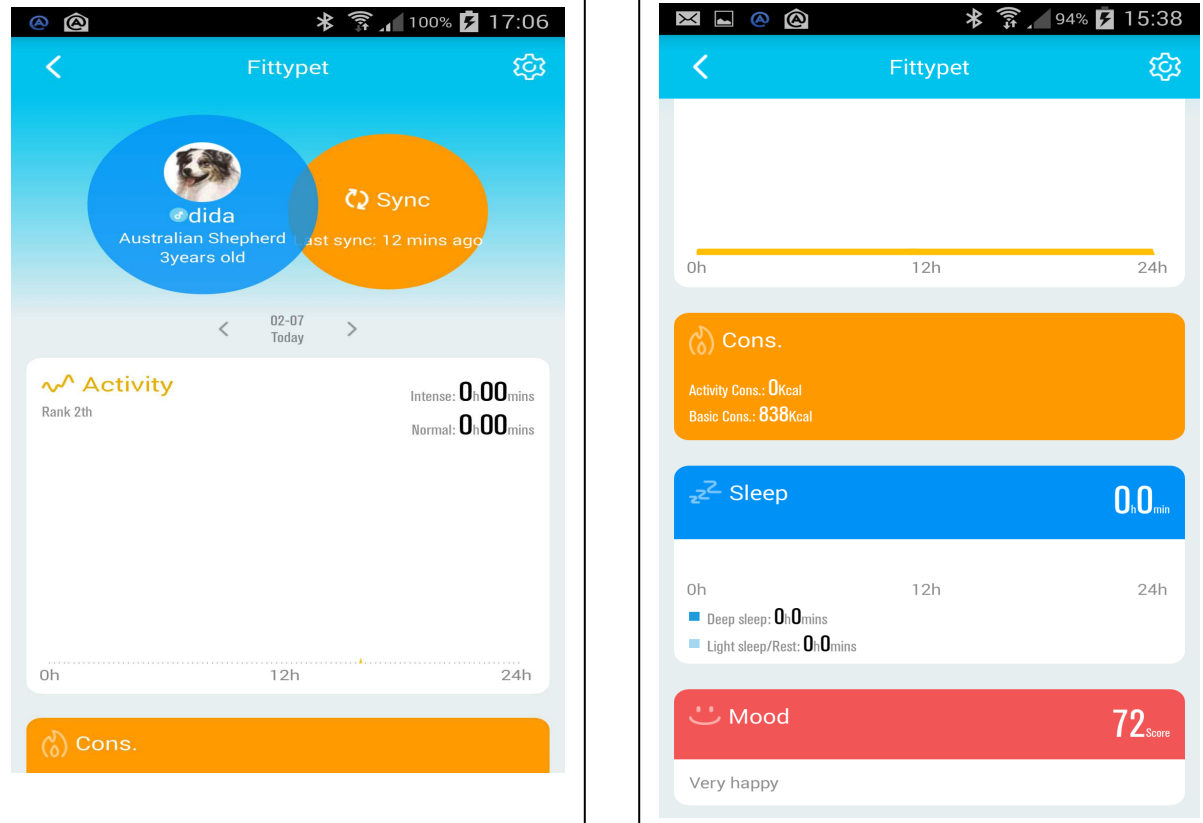 100% 17:06
Fittypet
dida
Sync
Australian Shepherd
Last sync: 12 mins ago
3years old
02-07
Today
Activity
Rank 2th
Intense: 0h00mins
Normal: 0h00mins
0h 12h 24h
Cons.
94% 15:38
Fittypet
0h 12h 24h
Cons.
Activity Cons.: 0Kcal
Basic Cons.: 838Kcal
zzZ Sleep
0h0min
0h 12h 24h
Deep sleep: 0h0mins
Light sleep/Rest: 0h0mins
Mood
72Score
Very happy